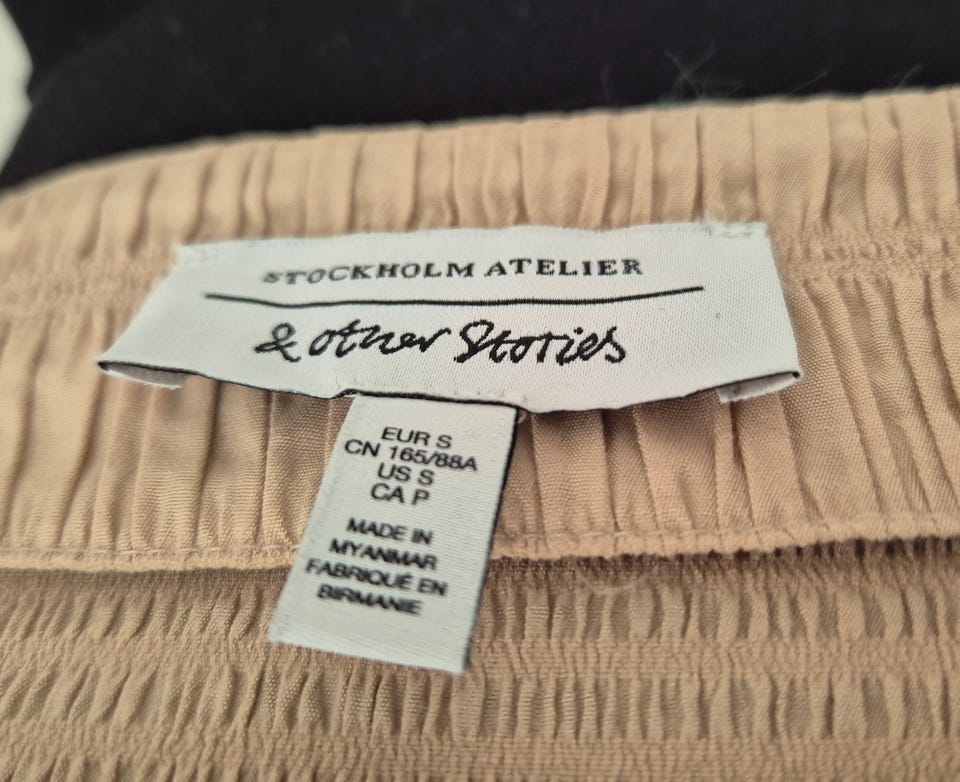 STOCKHOLM ATELIER
& other Stories
EUR S
CN 165/88A
US S
CA P
MADE IN
MYANMAR
FABRIQUÉ EN
BIRMANIE